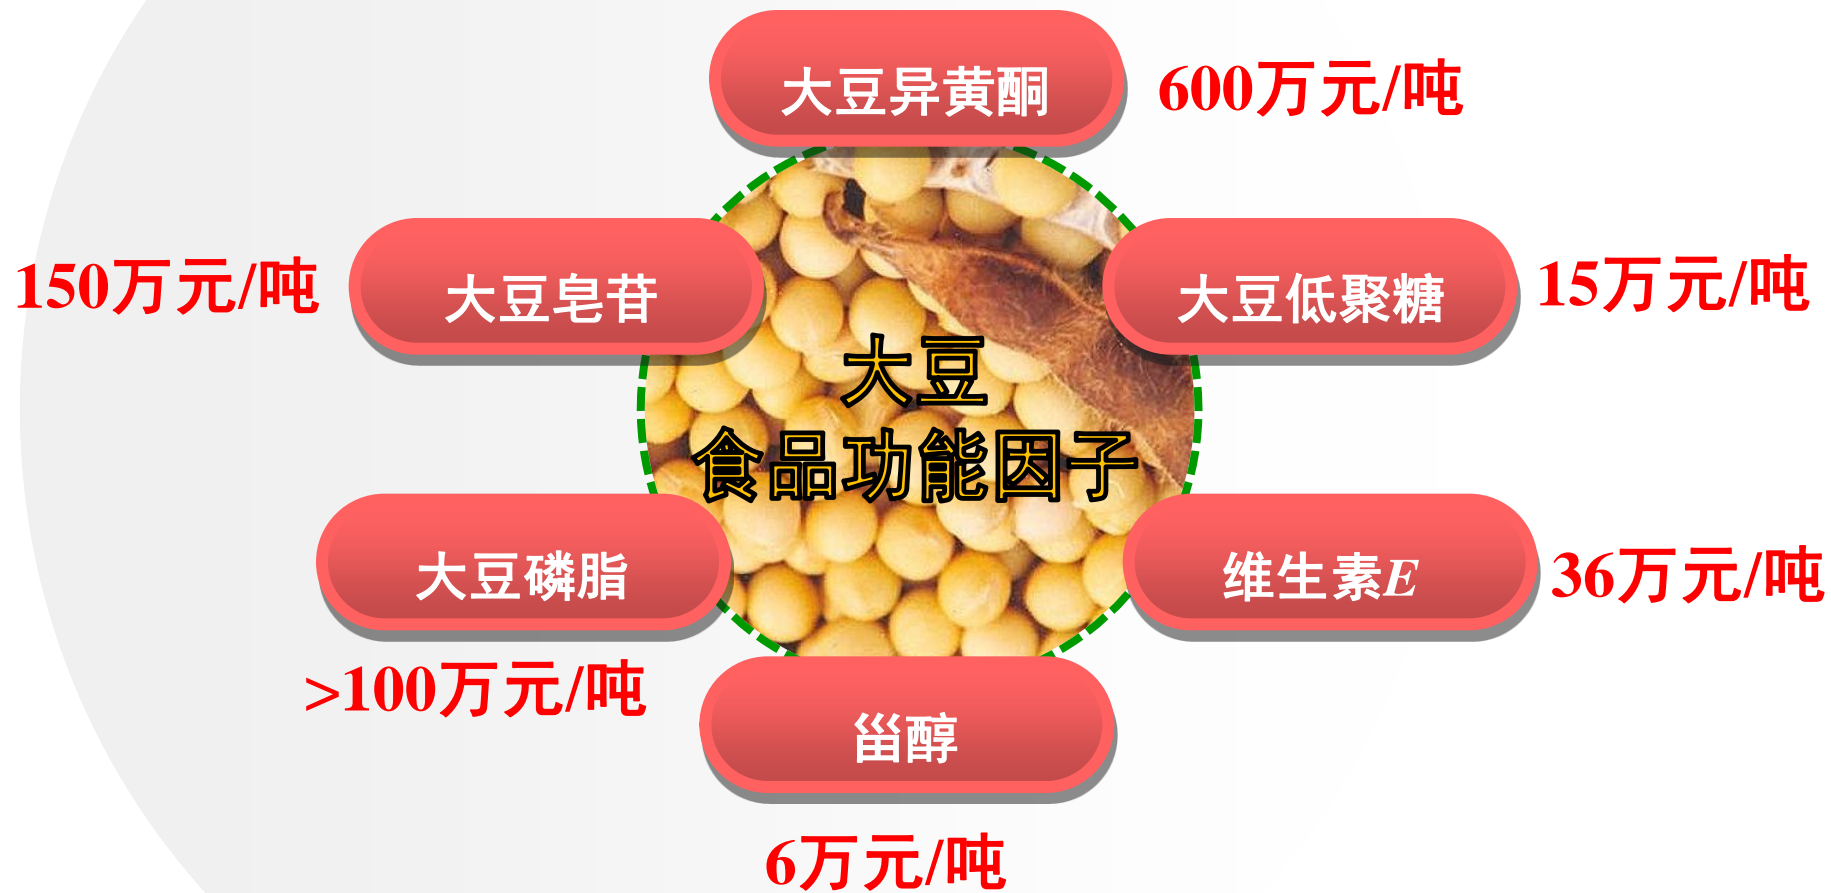 大豆异黄酮
600万元/吨
150万元/吨
大豆皂苷
大豆低聚糖
15万元/吨
大豆
食品功能因子
大豆磷脂
>100万元/吨
维生素E
36万元/吨
甾醇
6万元/吨